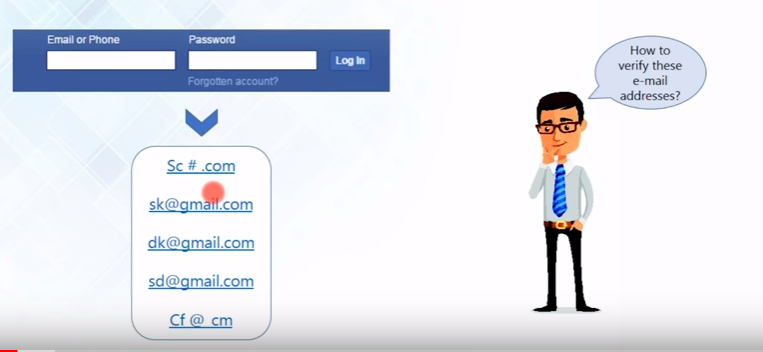 Email or Phone
Password
Log In
Forgotten account?
How to
verify these
e-mail
addresses?
Sc # .com
sk@gmail.com
dk@gmail.com
sd@gmail.com
Cf @ cm